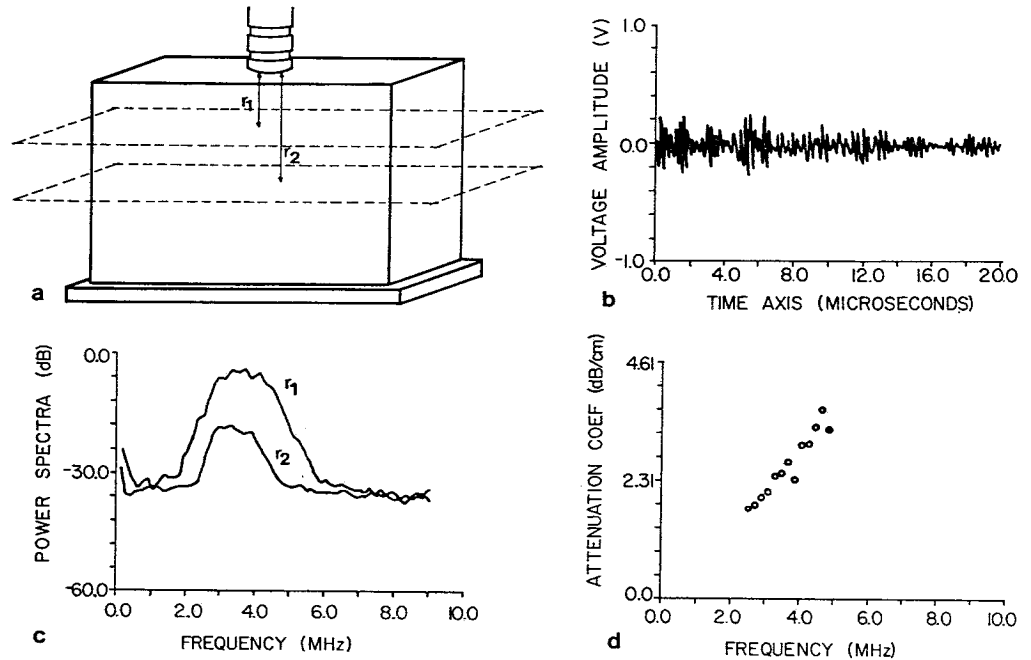 r1
r2
a
VOLTAGE AMPLITUDE (V)
1.0
0.0
-1.0
0.0 4.0 8.0 12.0 16.0 20.0
TIME AXIS (MICROSECONDS)
b
POWER SPECTRA (dB)
0.0
-30.0
-60.0
r1
r2
0.0 2.0 4.0 6.0 8.0 10.0
FREQUENCY (MHz)
c
ATTENUATION COEF (dB/cm)
4.61
2.31
0.0
0.0 2.0 4.0 6.0 8.0 10.0
FREQUENCY (MHz)
d